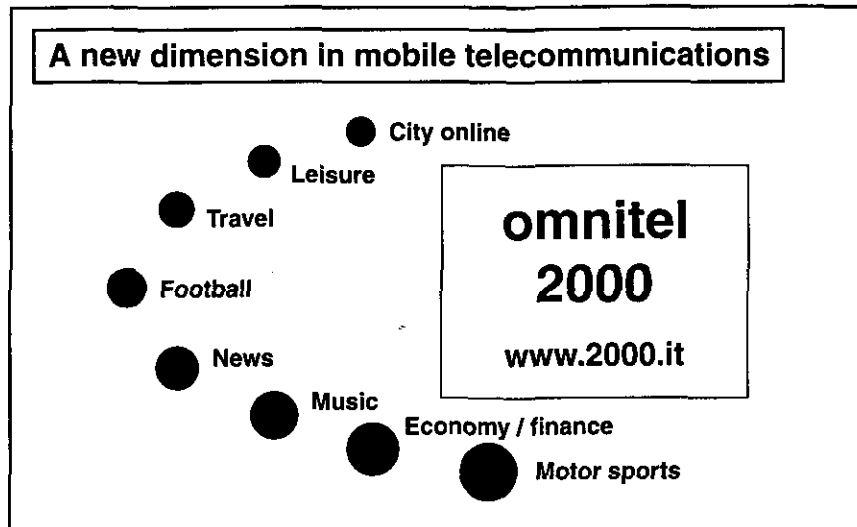 A new dimension in mobile telecommunications
City online
Leisure
Travel
Football
News
Music
Economy / finance
Motor sports
omnitel
2000
www.2000.it